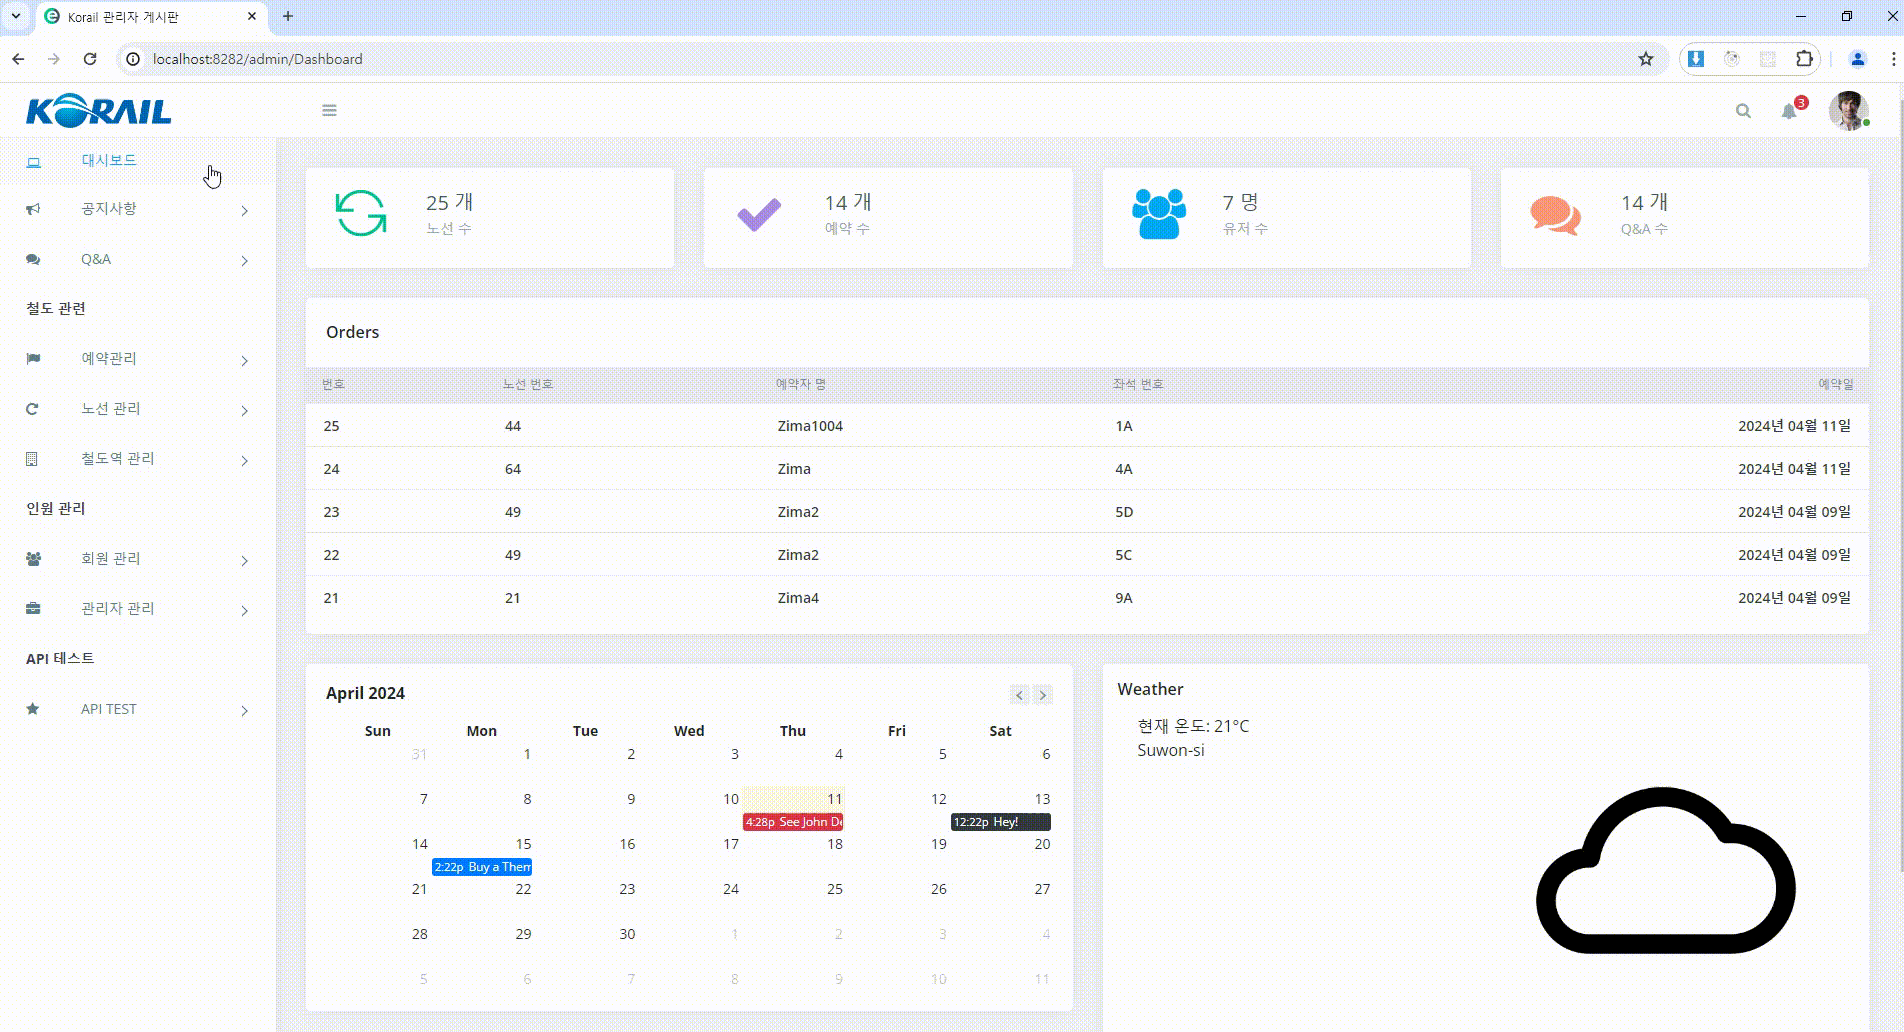 Korail 관리자 게시판
localhost:8282/admin/Dashboard
KORAIL
3
대시보드
공지사항
Q&A
철도 관련
예약관리
노선 관리
철도역 관리
인원 관리
회원 관리
관리자 관리
API 테스트
API TEST
25 개
노선 수
14 개
예약 수
7 명
유저 수
14 개
Q&A 수
Orders
번호 노선 번호 예약자 명 좌석 번호 예약일
25 44 Zima1004 1A 2024년 04월 11일
24 64 Zima 4A 2024년 04월 11일
23 49 Zima2 5D 2024년 04월 09일
22 49 Zima2 5C 2024년 04월 09일
21 21 Zima4 9A 2024년 04월 09일
April 2024
Sun Mon Tue Wed Thu Fri Sat
31 1 2 3 4 5 6
7 8 9 10 11 12 13
4:28p See John De 12:22p Hey!
14 15 16 17 18 19 20
2:22p Buy a Them
21 22 23 24 25 26 27
28 29 30 1 2 3 4
5 6 7 8 9 10 11
Weather
현재 온도: 21°C
Suwon-si